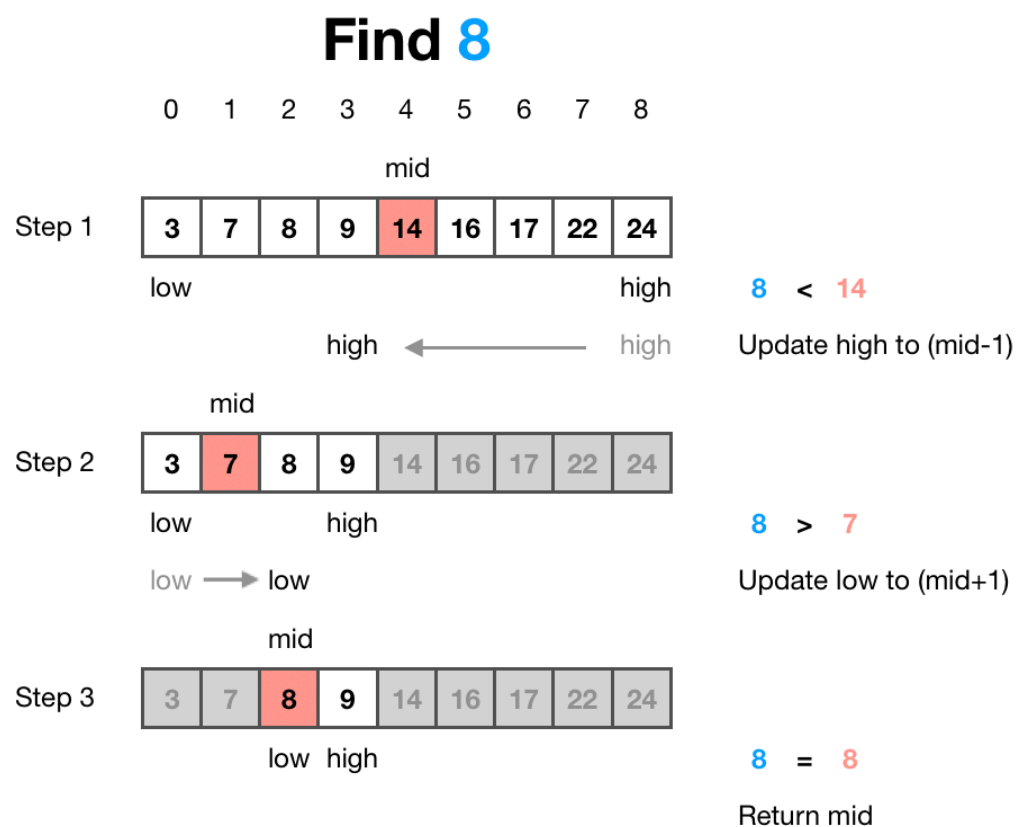 Find 8
0 1 2 3 4 5 6 7 8
mid
Step 1 3 7 8 9 14 16 17 22 24
low high 8 < 14
high high Update high to (mid-1)
mid
Step 2 3 7 8 9 14 16 17 22 24
low high 8 > 7
low low Update low to (mid+1)
mid
Step 3 3 7 8 9 14 16 17 22 24
low high 8 = 8
Return mid